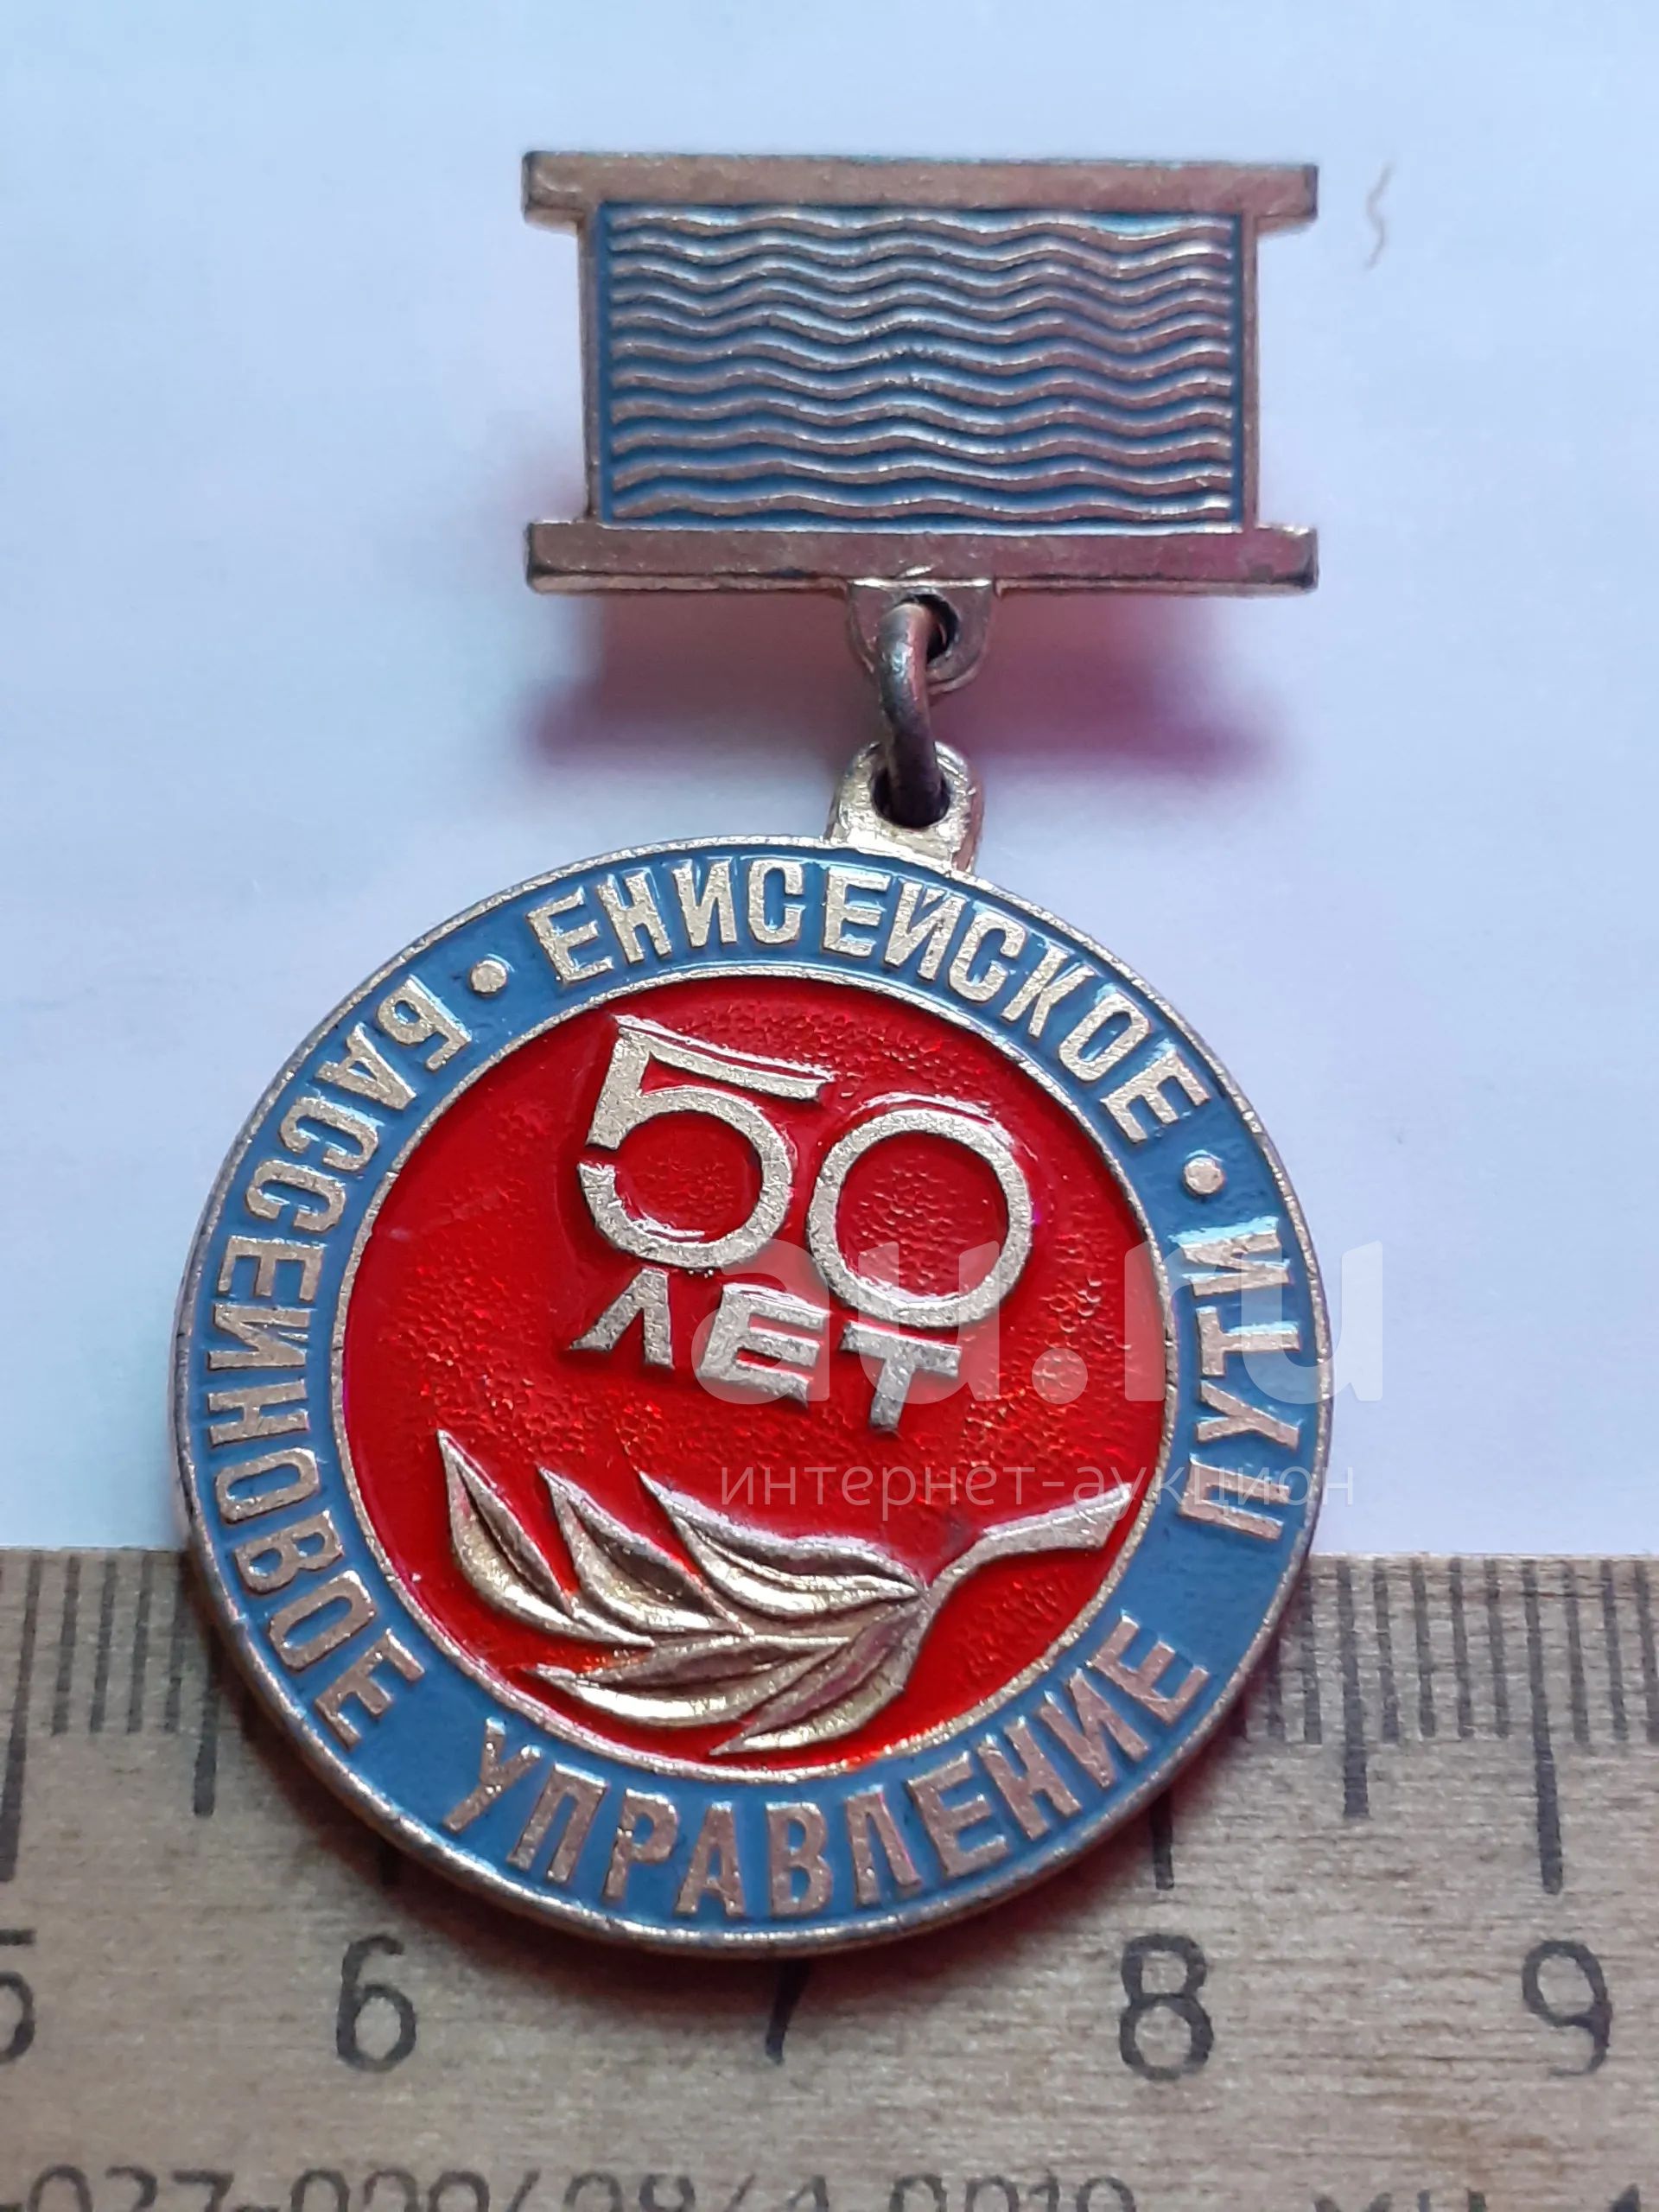 • ЕНИСЕЙСКОЕ •
БАССЕЙНОВОЕ УПРАВЛЕНИЕ ПУТИ
50
ЛЕТ
au.ru
интернет-аукцион
5 6 7 8 9